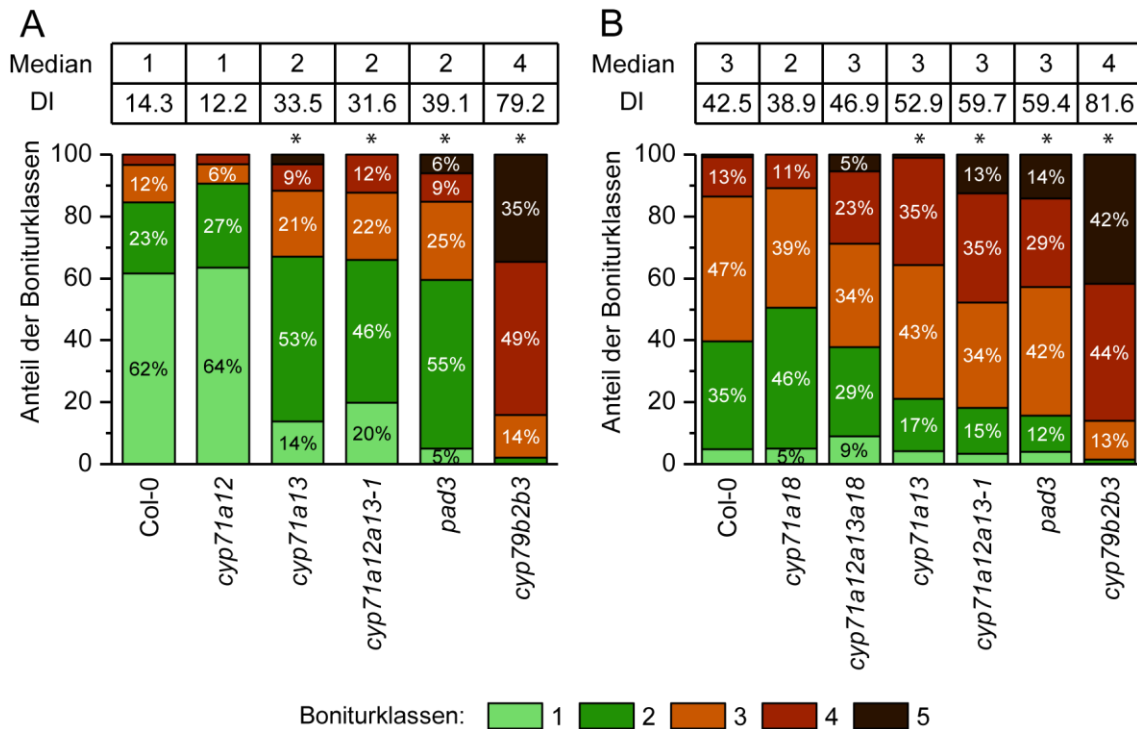 A
Median 1 1 2 2 2 4
DI 14.3 12.2 33.5 31.6 39.1 79.2
* * * *
Anteil der Boniturklassen
100
80
60
40
20
0
12% 23% 62%
6% 27% 64%
9% 21% 53% 14%
12% 22% 46% 20%
6% 9% 25% 55% 5%
35% 49% 14%
Col-0
cyp71a12
cyp71a13
cyp71a12a13-1
pad3
cyp79b2b3
B
Median 3 2 3 3 3 3 4
DI 42.5 38.9 46.9 52.9 59.7 59.4 81.6
* * * *
Anteil der Boniturklassen
100
80
60
40
20
0
13% 47% 35%
11% 39% 46% 5%
5% 23% 34% 29% 9%
35% 43% 17%
13% 35% 34% 15%
14% 29% 42% 12%
42% 44% 13%
Col-0
cyp71a18
cyp71a12a13a18
cyp71a13
cyp71a12a13-1
pad3
cyp79b2b3
Boniturklassen: 1 2 3 4 5